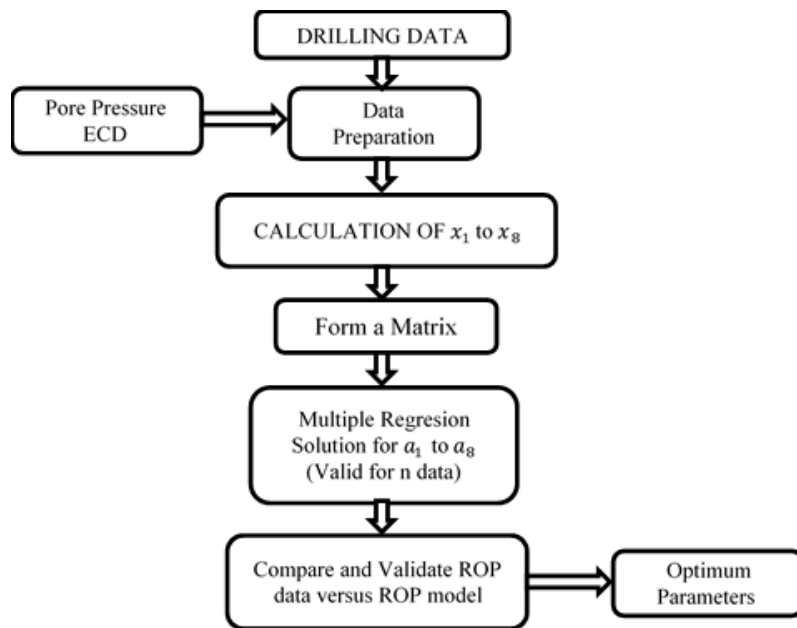 DRILLING DATA
Pore Pressure
ECD
Data
Preparation
CALCULATION OF x₁ to x₈
Form a Matrix
Multiple Regresion
Solution for a₁ to a₈
(Valid for n data)
Compare and Validate ROP
data versus ROP model
Optimum
Parameters